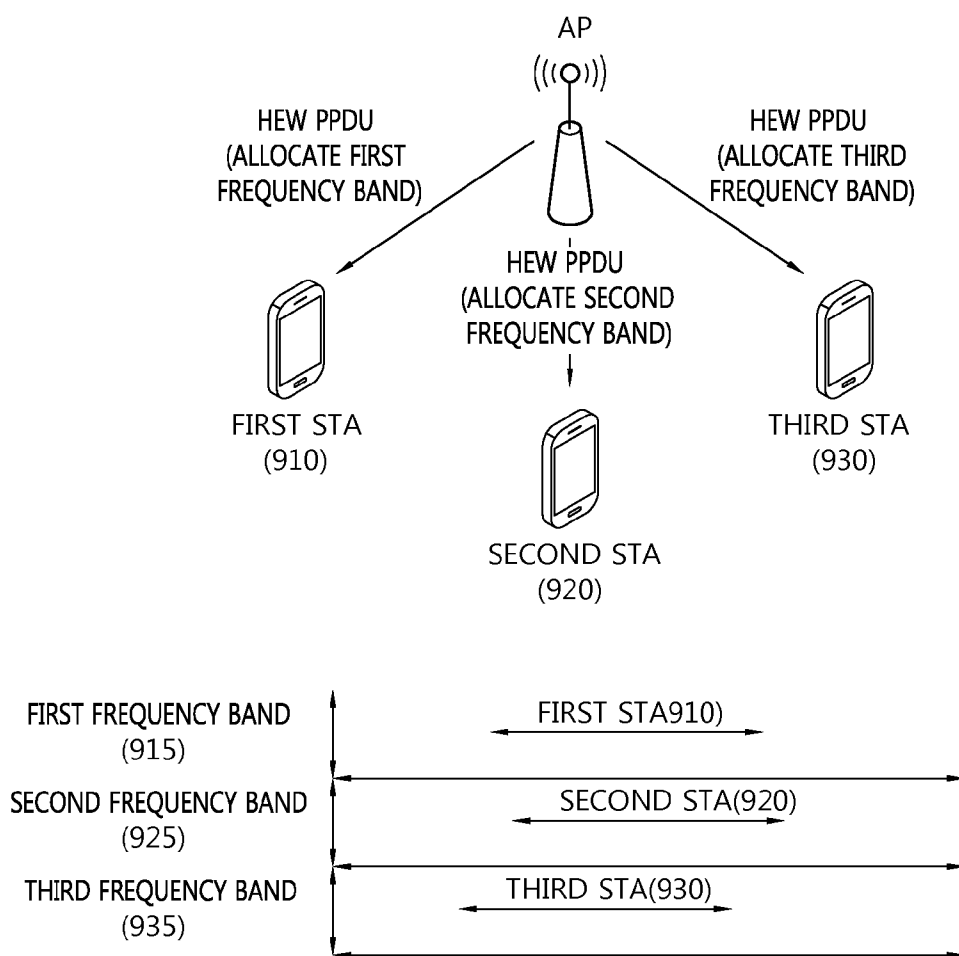 AP
HEW PPDU
(ALLOCATE FIRST
FREQUENCY BAND)
HEW PPDU
(ALLOCATE THIRD
FREQUENCY BAND)
HEW PPDU
(ALLOCATE SECOND
FREQUENCY BAND)
FIRST STA
(910)
THIRD STA
(930)
SECOND STA
(920)
FIRST FREQUENCY BAND
(915)
FIRST STA910)
SECOND FREQUENCY BAND
(925)
SECOND STA(920)
THIRD FREQUENCY BAND
(935)
THIRD STA(930)